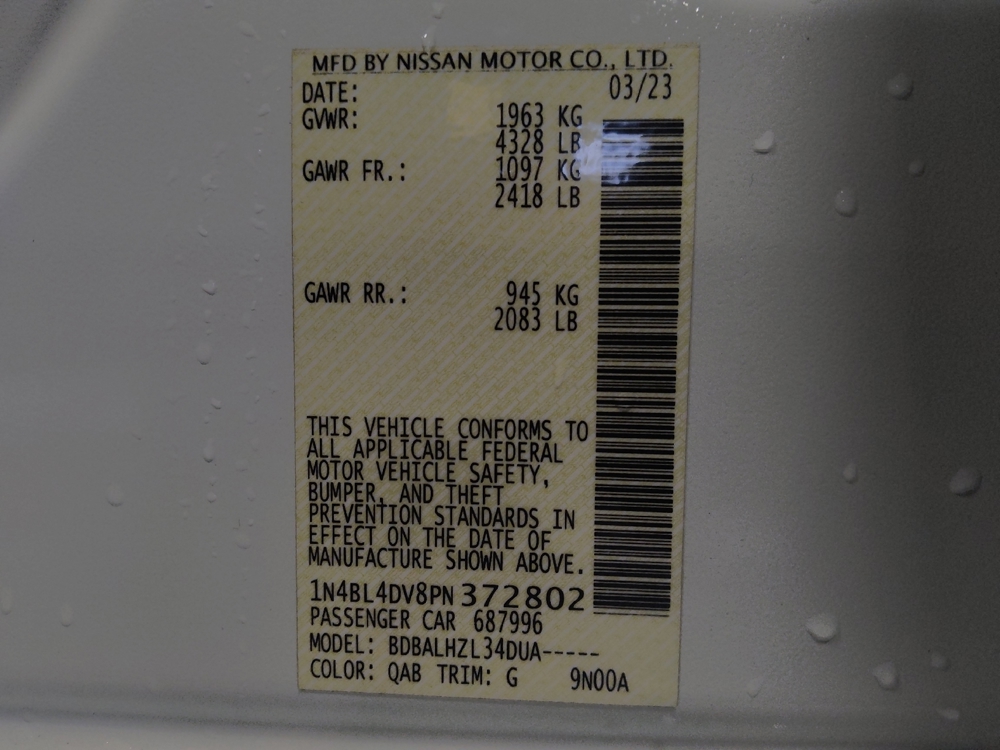 MFD BY NISSAN MOTOR CO., LTD.
DATE: 03/23
GVWR: 1963 KG
4328 LB
GAWR FR.: 1097 KG
2418 LB
GAWR RR.: 945 KG
2083 LB
THIS VEHICLE CONFORMS TO
ALL APPLICABLE FEDERAL
MOTOR VEHICLE SAFETY,
BUMPER, AND THEFT
PREVENTION STANDARDS IN
EFFECT ON THE DATE OF
MANUFACTURE SHOWN ABOVE.
1N4BL4DV8PN 372802
PASSENGER CAR 687996
MODEL: BDBALHZL34DUA-----
COLOR: QAB TRIM: G 9N00A